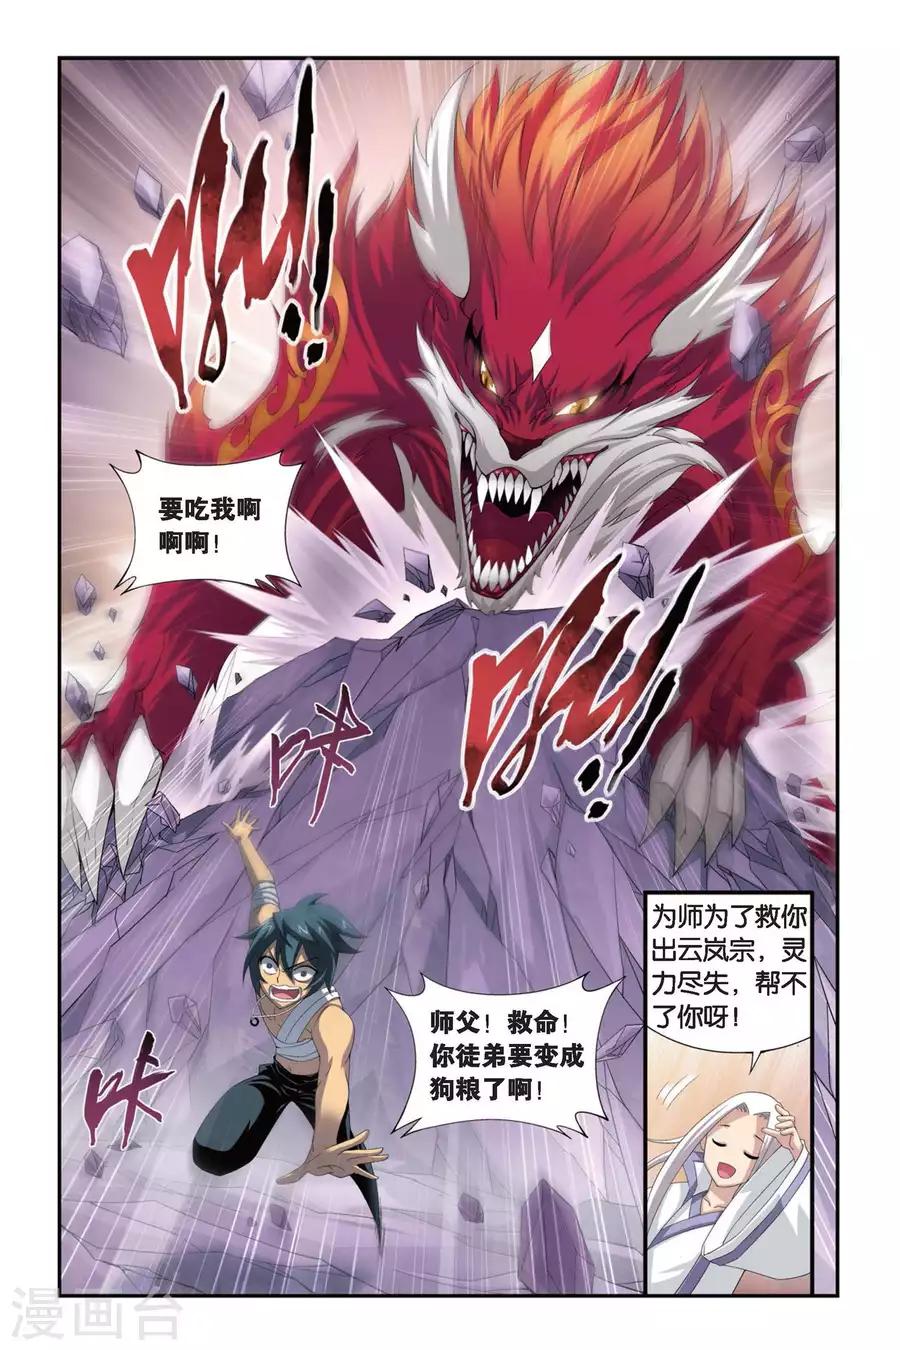 吼!!
要吃我啊
啊啊！
吼!!
咔
咔
师父！救命！
你徒弟要变成
狗粮了啊！
为师为了救你
出云岚宗，灵
力尽失，帮不
了你呀！
漫画台